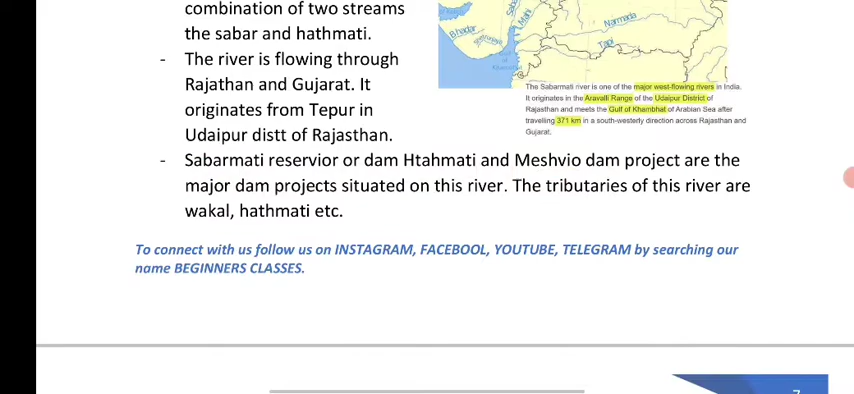 combination of two streams
the sabar and hathmati.
- The river is flowing through
Rajathan and Gujarat. It
originates from Tepur in
Udaipur distt of Rajasthan.
Bhadar
Mahi
Narmada
Tapi
The Sabarmati river is one of the major west-flowing rivers in India.
It originates in the Aravalli Range of the Udaipur District of
Rajasthan and meets the Gulf of Khambhat of Arabian Sea after
travelling 371 km in a south-westerly direction across Rajasthan and
Gujarat.
- Sabarmati reservior or dam Htahmati and Meshvio dam project are the
major dam projects situated on this river. The tributaries of this river are
wakal, hathmati etc.
To connect with us follow us on INSTAGRAM, FACEBOOL, YOUTUBE, TELEGRAM by searching our
name BEGINNERS CLASSES.